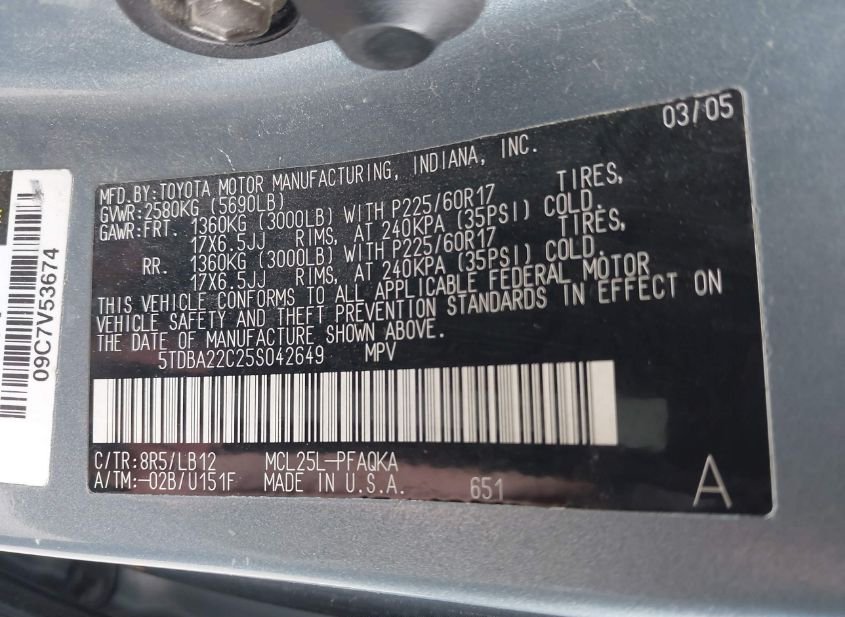 03/05
MFD. BY: TOYOTA MOTOR MANUFACTURING, INDIANA, INC.
GVWR: 2580KG (5690LB)
GAWR: FRT. 1360KG (3000LB) WITH P225/60R17 TIRES,
17X6.5JJ RIMS, AT 240KPA (35PSI) COLD.
RR. 1360KG (3000LB) WITH P225/60R17 TIRES,
17X6.5JJ RIMS, AT 240KPA (35PSI) COLD.
THIS VEHICLE CONFORMS TO ALL APPLICABLE FEDERAL MOTOR
VEHICLE SAFETY AND THEFT PREVENTION STANDARDS IN EFFECT ON
THE DATE OF MANUFACTURE SHOWN ABOVE.
5TDBA22C25S042649 MPV
C/TR: 8R5/LB12 MCL25L-PFAQKA
A/TM: -02B/U151F MADE IN U.S.A. 651
A
09C7V53674